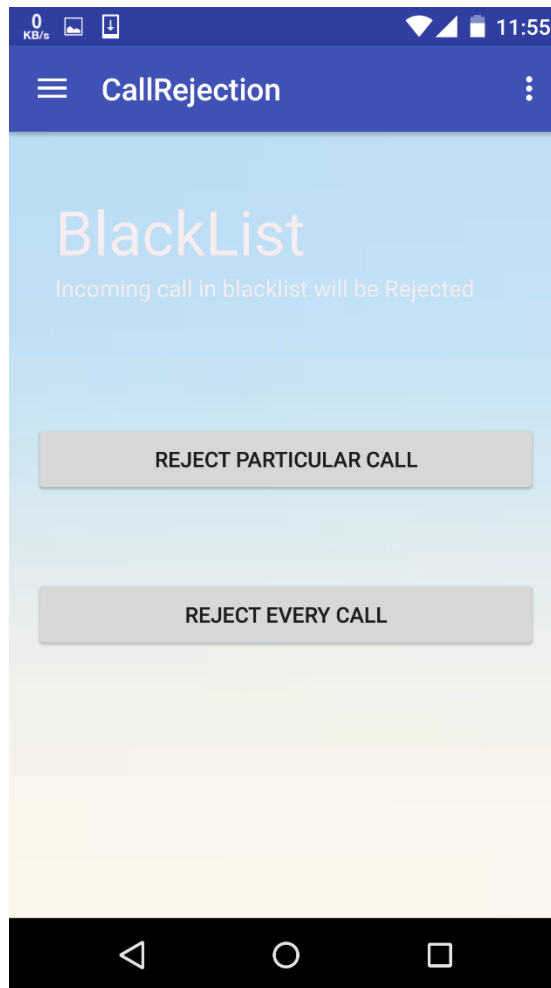 0
KB/s
11:55
CallRejection
BlackList
Incoming call in blacklist will be Rejected
REJECT PARTICULAR CALL
REJECT EVERY CALL